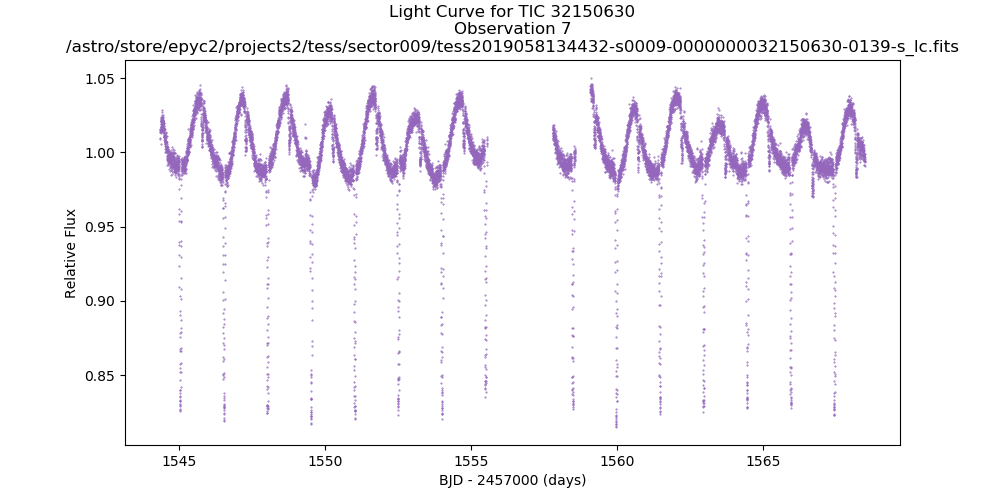 Light Curve for TIC 32150630
Observation 7
/astro/store/epyc2/projects2/tess/sector009/tess2019058134432-s0009-0000000032150630-0139-s_lc.fits
1.05
1.00
0.95
0.90
0.85
Relative Flux
1545
1550
1555
1560
1565
BJD - 2457000 (days)